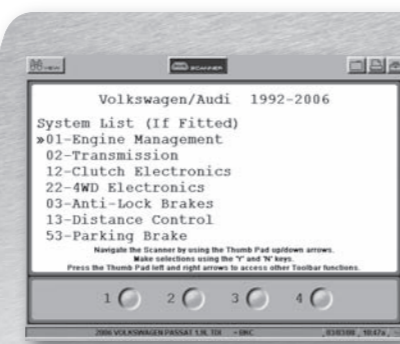 VIEW SCANNER
Volkswagen/Audi 1992-2006
System List (If Fitted)
»01-Engine Management
02-Transmission
12-Clutch Electronics
22-4WD Electronics
03-Anti-Lock Brakes
13-Distance Control
53-Parking Brake
Navigate the Scanner by using the Thumb Pad up/down arrows.
Make selections using the 'Y' and 'N' keys.
Press the Thumb Pad left and right arrows to access other Toolbar functions.
1 2 3 4
2006 VOLKSWAGEN PASSAT 1.9L TDI